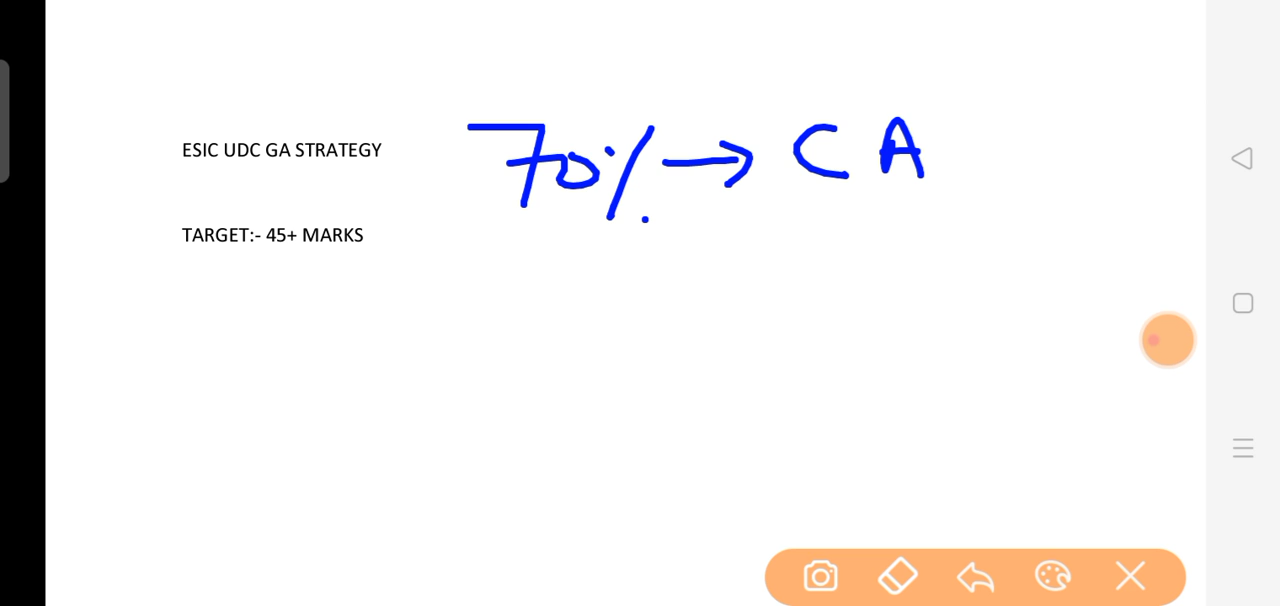 ESIC UDC GA STRATEGY
70% → CA
TARGET:- 45+ MARKS